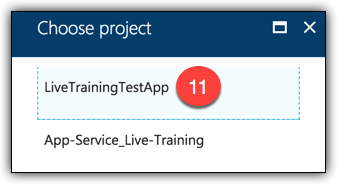 Choose project
LiveTrainingTestApp 11
App-Service_Live-Training